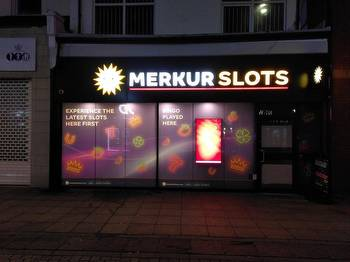 MERKUR SLOTS
EXPERIENCE THE
LATEST SLOTS
HERE FIRST
BINGO
PLAYED
HERE